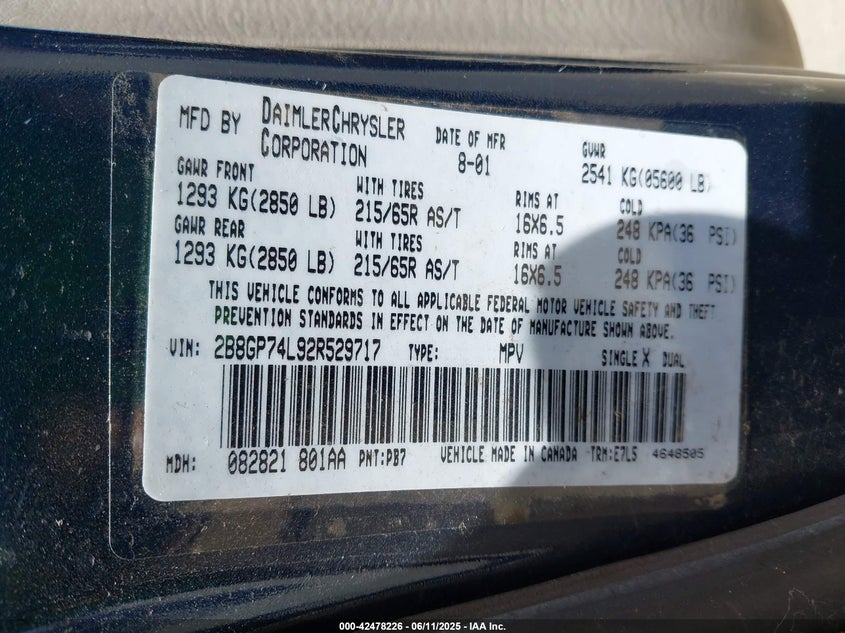 MFD BY DAIMLERCHRYSLER CORPORATION DATE OF MFR 8-01 GVWR 2541 KG(05600 LB)
GAWR FRONT WITH TIRES RIMS AT COLD
1293 KG(2850 LB) 215/65R AS/T 16X6.5 248 KPA(36 PSI)
GAWR REAR WITH TIRES RIMS AT COLD
1293 KG(2850 LB) 215/65R AS/T 16X6.5 248 KPA(36 PSI)
THIS VEHICLE CONFORMS TO ALL APPLICABLE FEDERAL MOTOR VEHICLE SAFETY AND THEFT
PREVENTION STANDARDS IN EFFECT ON THE DATE OF MANUFACTURE SHOWN ABOVE.
VIN: 2B8GP74L92R529717 TYPE: MPV SINGLE X DUAL
MDH: 082821 801AA PNT:PB7 VEHICLE MADE IN CANADA TRM:E7L5 4648505
000-42478226 - 06/11/2025 - IAA Inc.